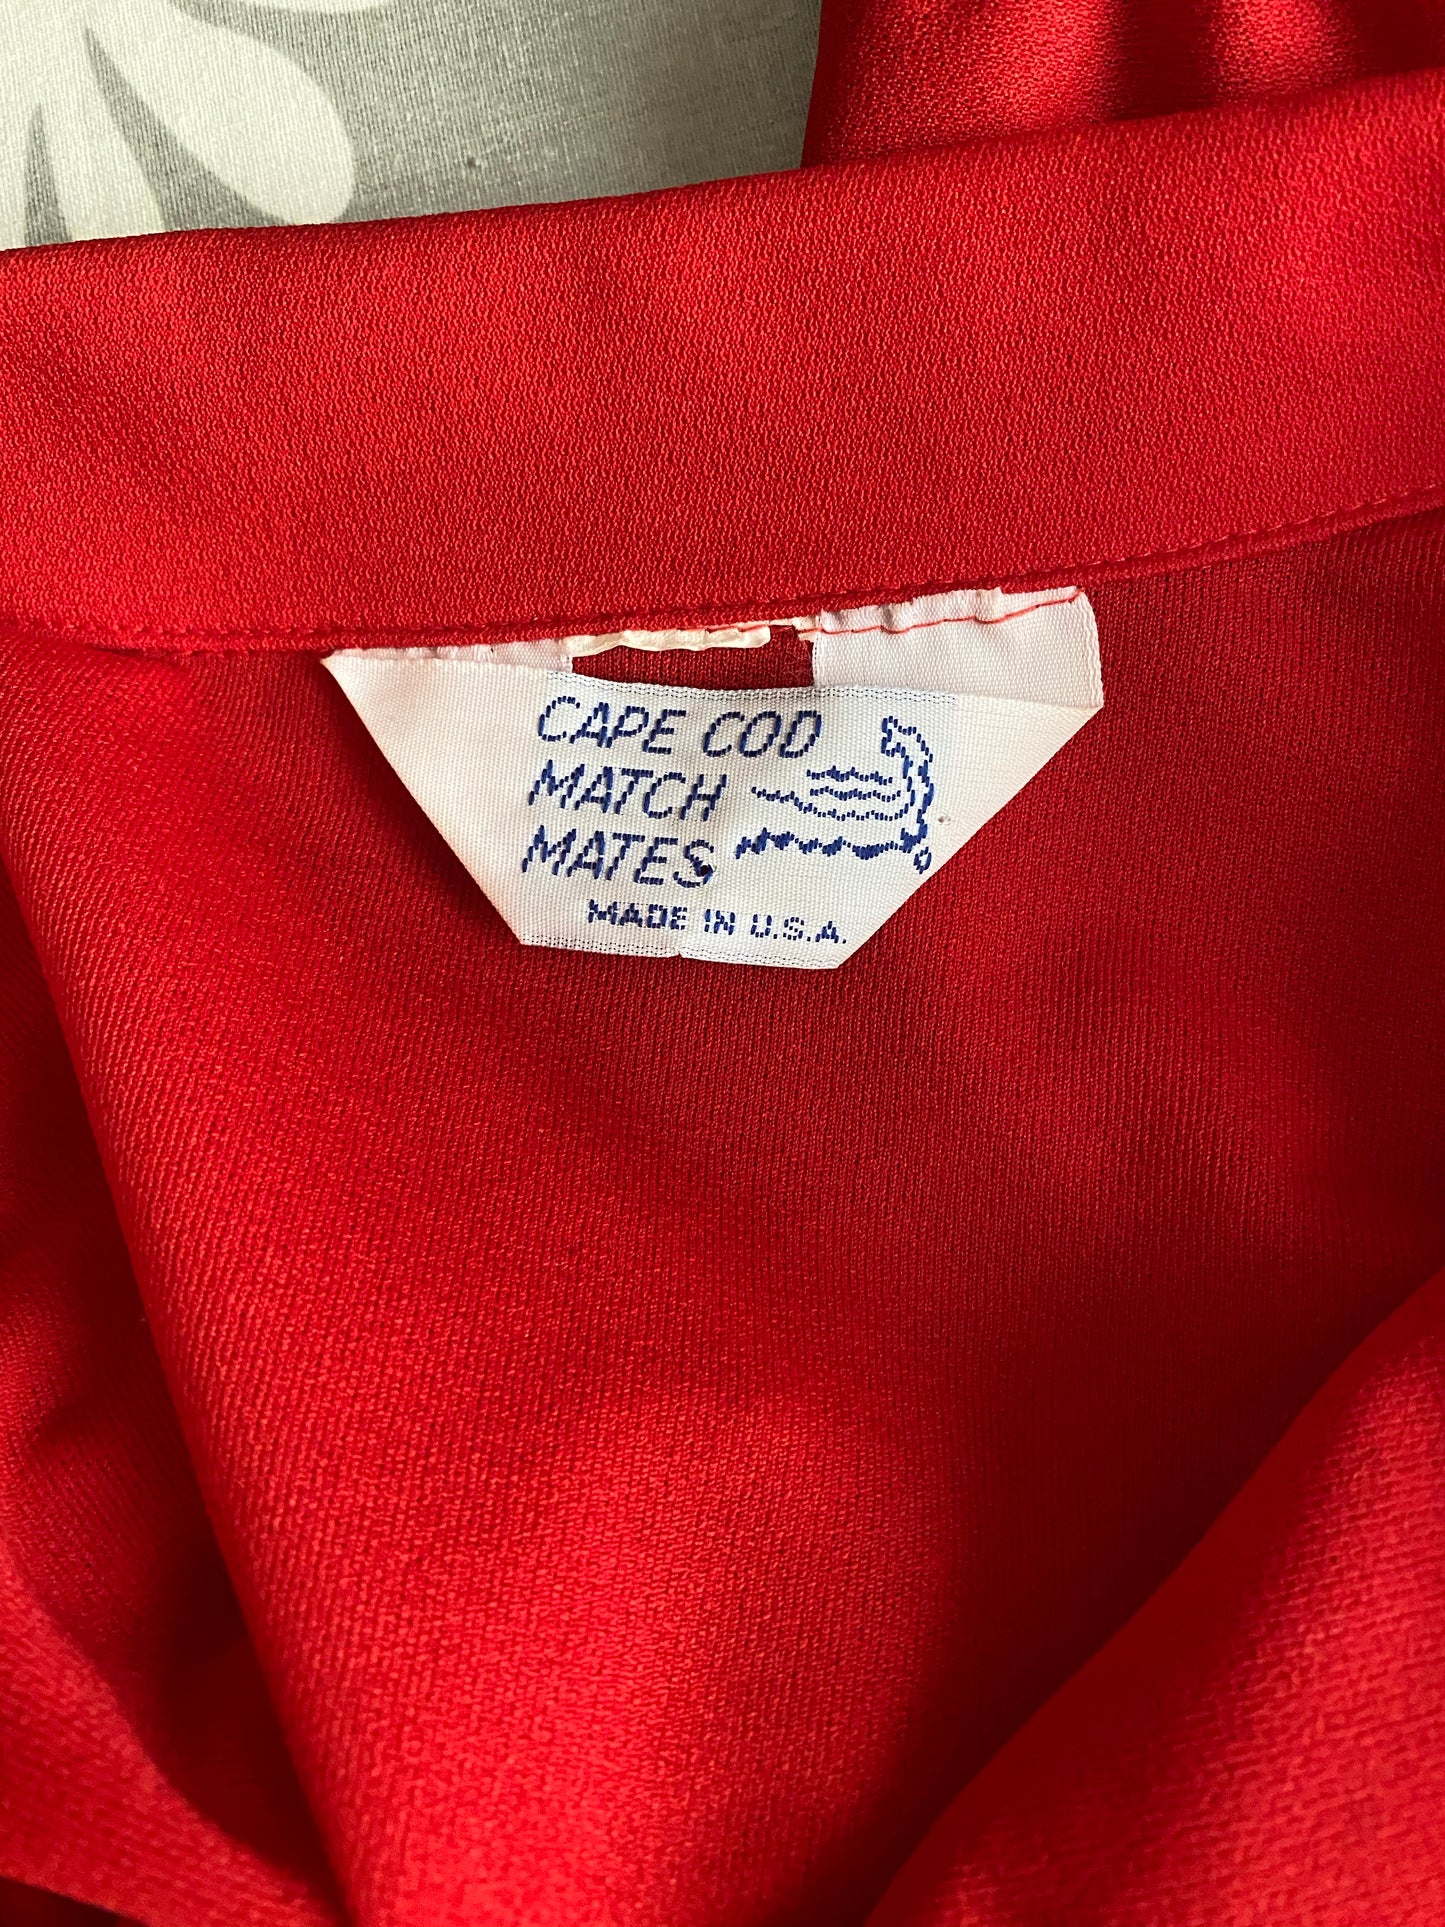 CAPE COD
MATCH
MATES
MADE IN U.S.A.